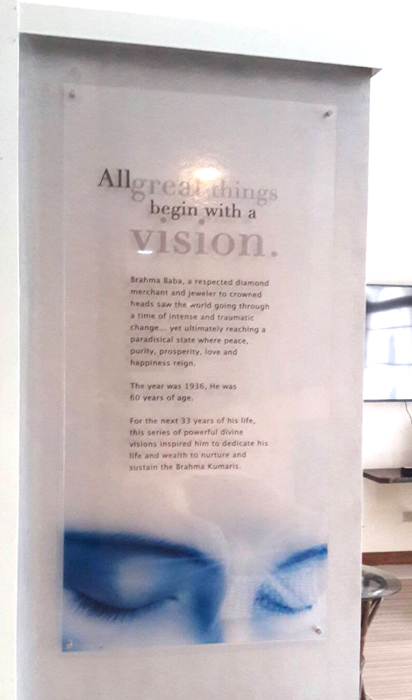 All great things
begin with a
vision.
Brahma Baba, a respected diamond
merchant and jeweler to crowned
heads saw the world going through
a time of intense and traumatic
change... yet ultimately reaching a
paradisical state where peace,
purity, prosperity, love and
happiness reign.
The year was 1936, He was
60 years of age.
For the next 33 years of his life,
this series of powerful divine
visions inspired him to dedicate his
life and wealth to nurture and
sustain the Brahma Kumaris.